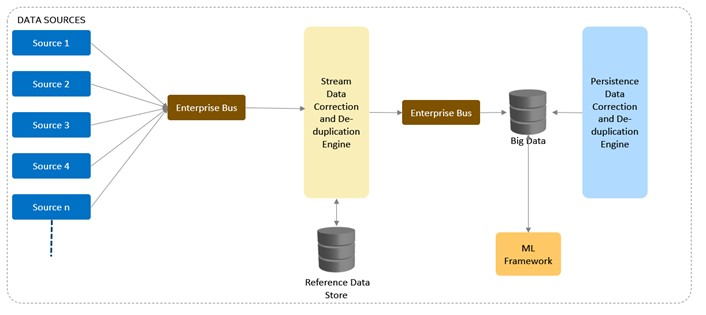 DATA SOURCES
Source 1
Source 2
Source 3
Source 4
Source n
Enterprise Bus
Stream
Data
Correction
and De-
duplication
Engine
Reference Data
Store
Enterprise Bus
Big Data
ML
Framework
Persistence
Data
Correction
and De-
duplication
Engine